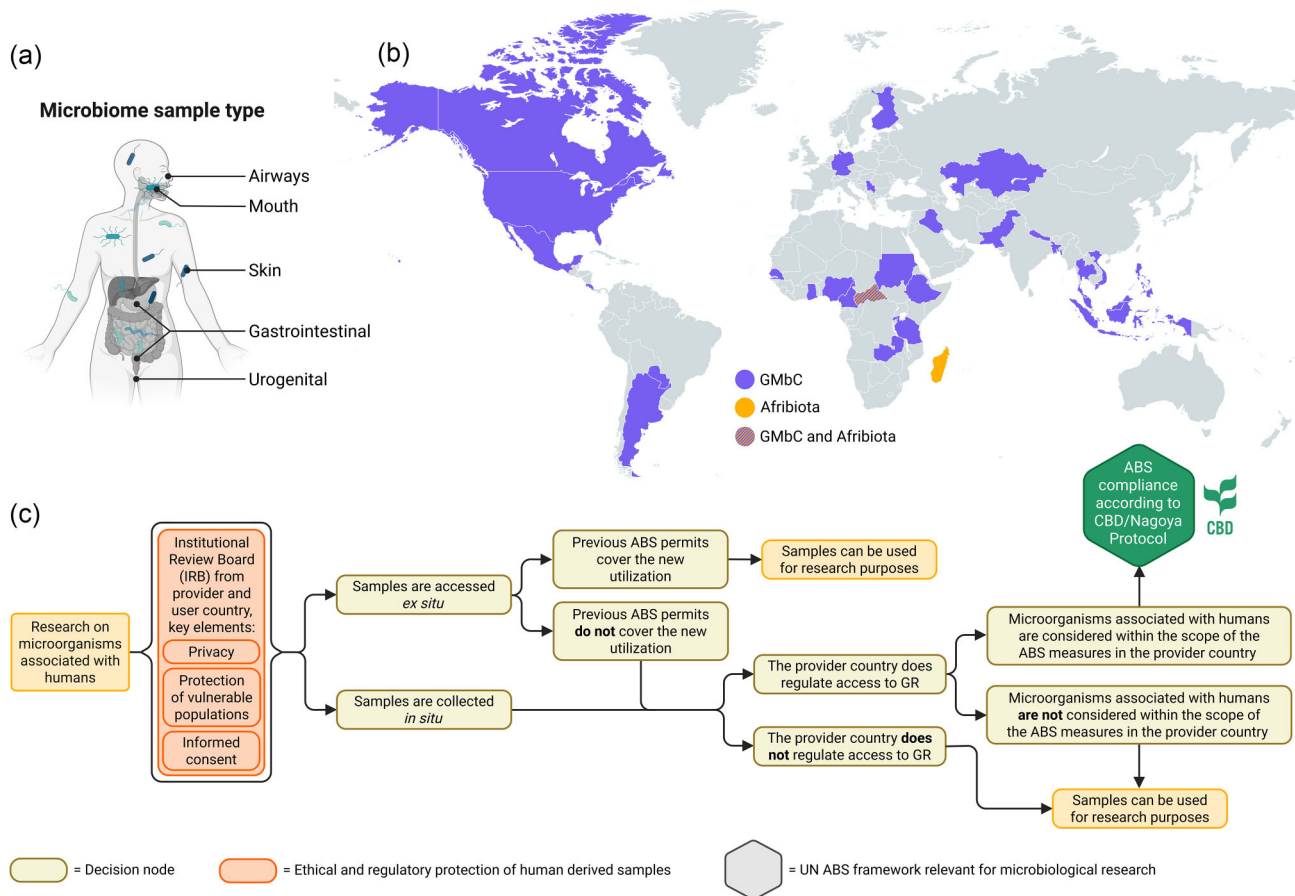 (a)
Microbiome sample type
Airways
Mouth
Skin
Gastrointestinal
Urogenital
(b)
GMbC
Afribiota
GMbC and Afribiota
(c)
Research on
microorganisms
associated with
humans
Institutional
Review Board
(IRB) from
provider and
user country,
key elements:
Privacy
Protection of
vulnerable
populations
Informed
consent
Samples are accessed
ex situ
Samples are collected
in situ
Previous ABS permits
cover the new
utilization
Previous ABS permits
do not cover the new
utilization
Samples can be used
for research purposes
The provider country does
regulate access to GR
The provider country does
not regulate access to GR
ABS
compliance
according to
CBD/Nagoya
Protocol
CBD
Microorganisms associated with humans
are considered within the scope of the
ABS measures in the provider country
Microorganisms associated with humans
are not considered within the scope of
the ABS measures in the provider country
Samples can be used
for research purposes
= Decision node
= Ethical and regulatory protection of human derived samples
= UN ABS framework relevant for microbiological research